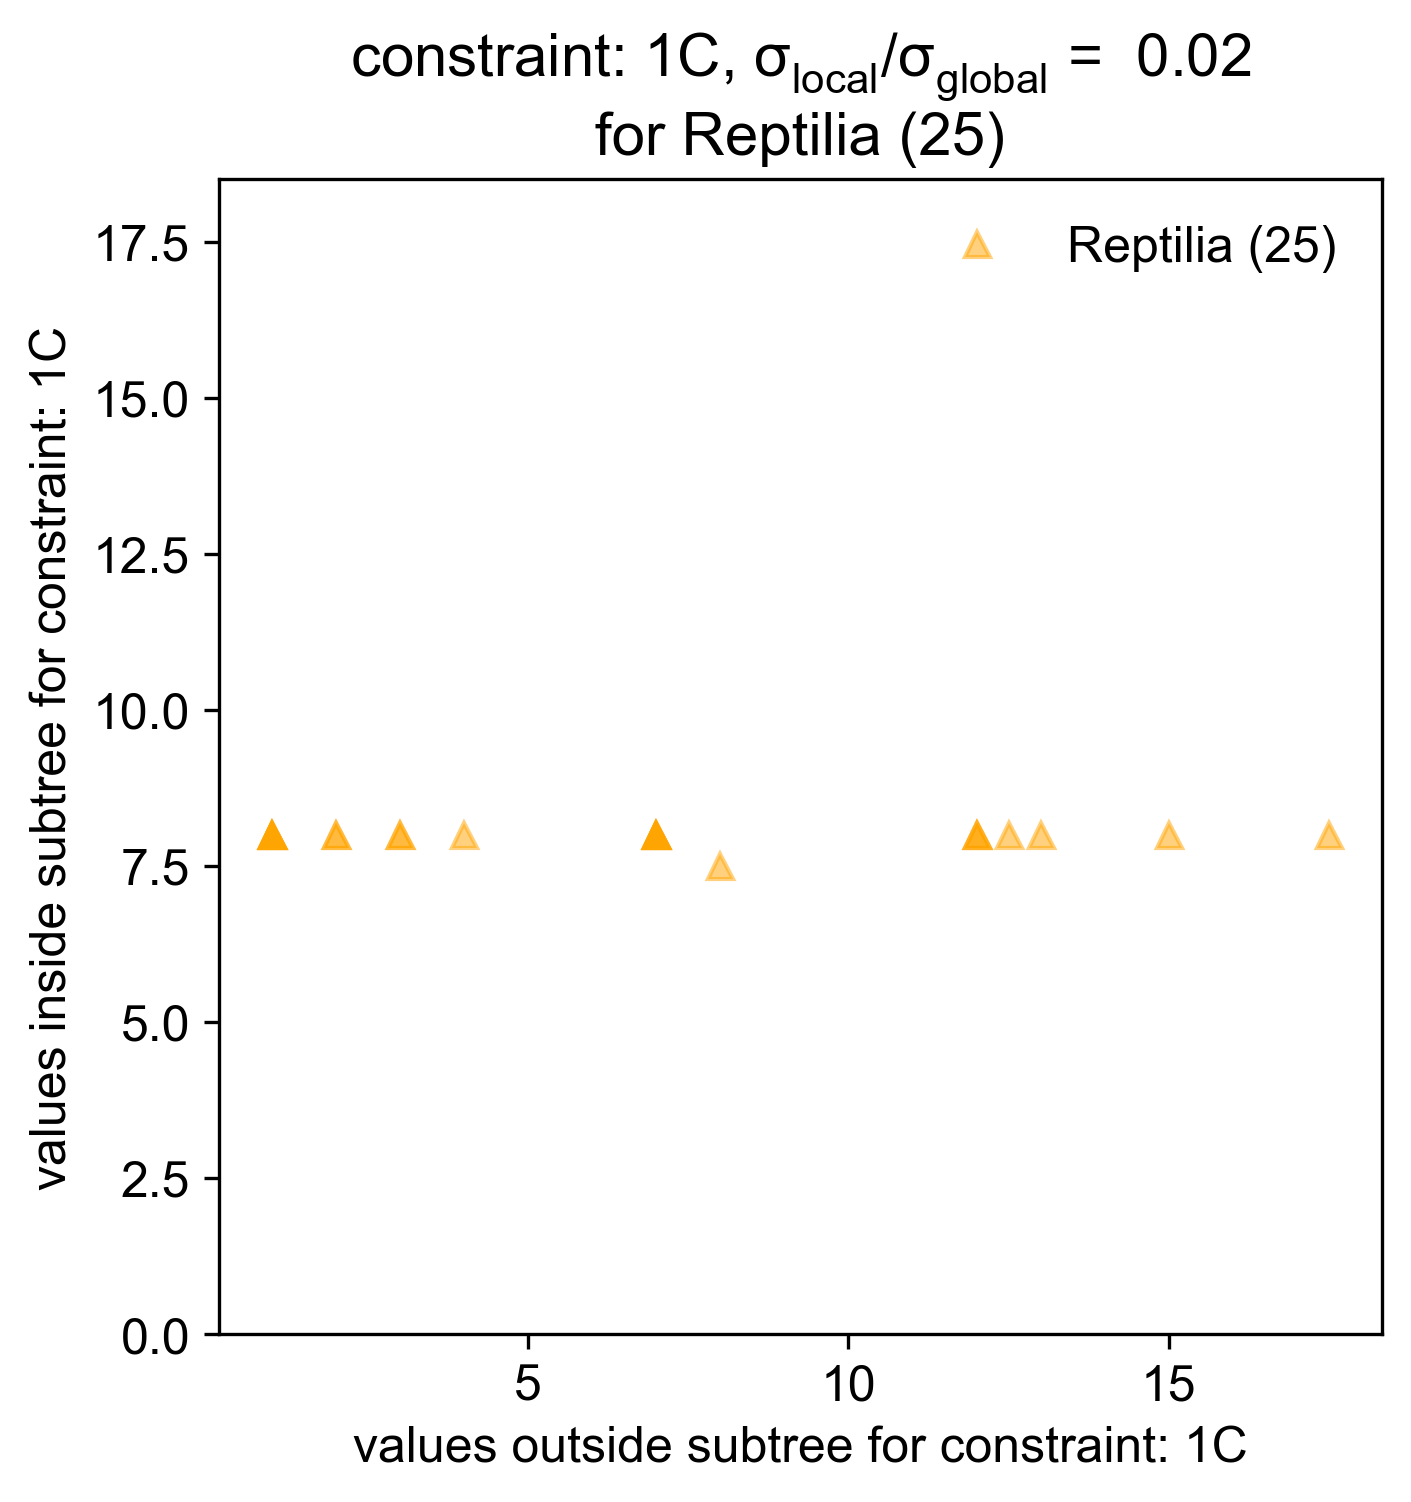 constraint: 1C, σlocal/σglobal = 0.02
for Reptilia (25)
Reptilia (25)
values inside subtree for constraint: 1C
17.5
15.0
12.5
10.0
7.5
5.0
2.5
0.0
5 10 15
values outside subtree for constraint: 1C